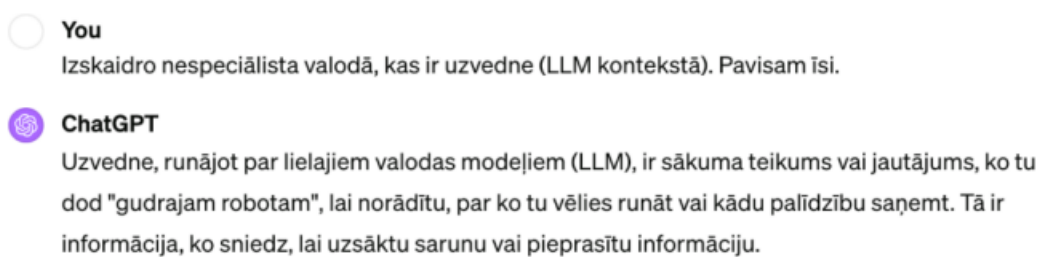 You
Izskaidro nespeciālista valodā, kas ir uzvedne (LLM kontekstā). Pavisam īsi.
ChatGPT
Uzvedne, runājot par lielajiem valodas modeļiem (LLM), ir sākuma teikums vai jautājums, ko tu
dod "gudrajam robotam", lai norādītu, par ko tu vēlies runāt vai kādu palīdzību saņemt. Tā ir
informācija, ko sniedz, lai uzsāktu sarunu vai pieprasītu informāciju.